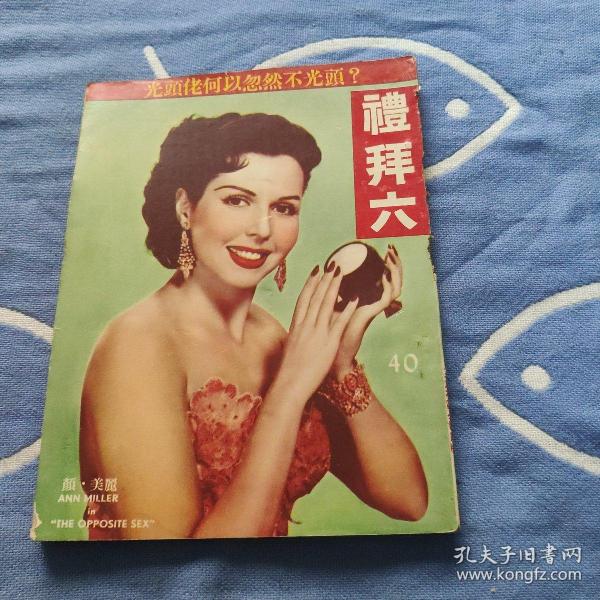 光頭佬何以忽然不光頭？
禮拜六
40
顏·美麗
ANN MILLER
in
"THE OPPOSITE SEX"
孔夫子旧书网
www.kongfz.com